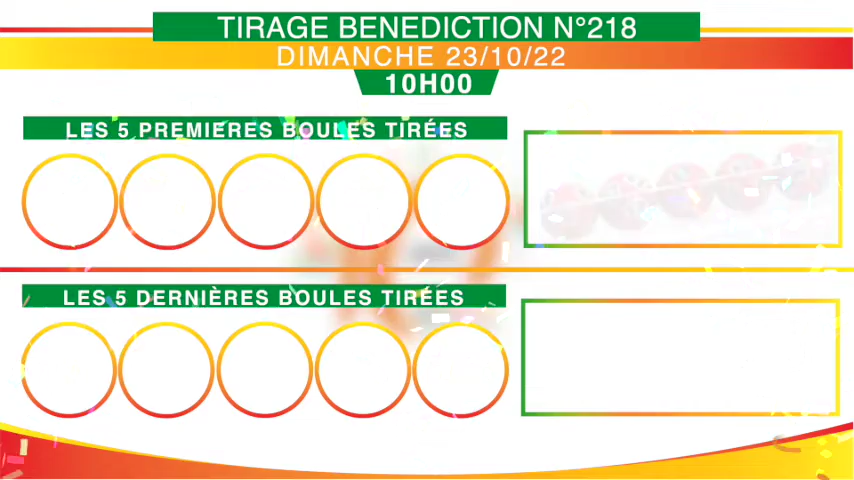 TIRAGE BENEDICTION N°218
DIMANCHE 23/10/22
10H00
LES 5 PREMIERES BOULES TIRÉES
LES 5 DERNIÈRES BOULES TIRÉES